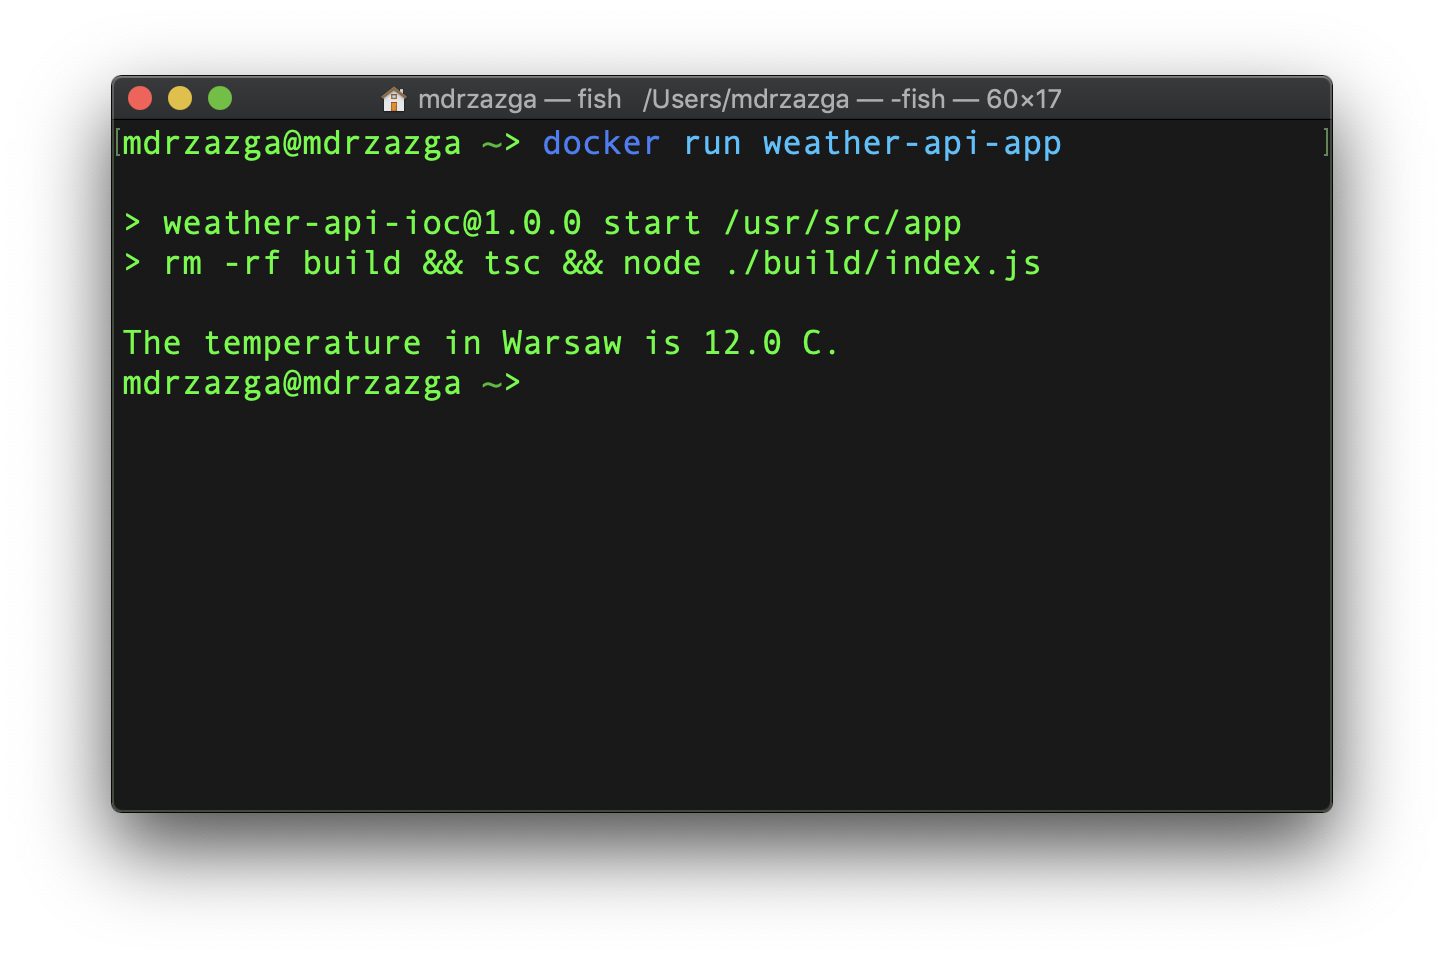 mdrzazga — fish  /Users/mdrzazga — -fish — 60×17
[mdrzazga@mdrzazga ~> docker run weather-api-app ]
> weather-api-ioc@1.0.0 start /usr/src/app
> rm -rf build && tsc && node ./build/index.js
The temperature in Warsaw is 12.0 C.
mdrzazga@mdrzazga ~>